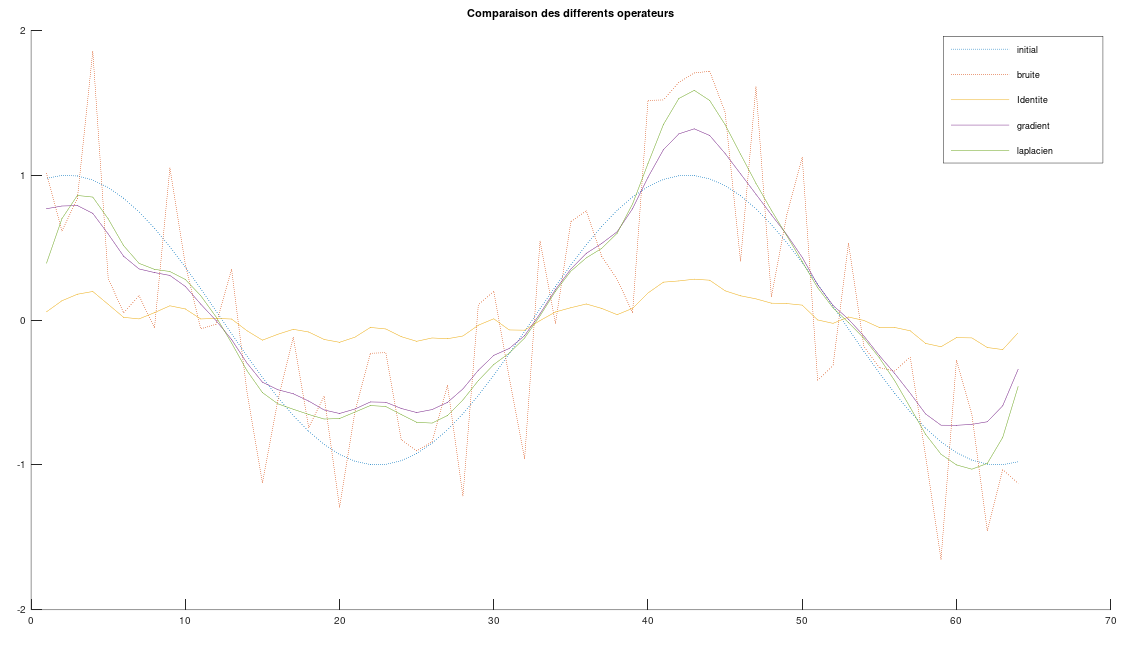 Comparaison des differents operateurs
2
initial
bruite
Identite
gradient
laplacien
1
0
-1
-2
0 10 20 30 40 50 60 70